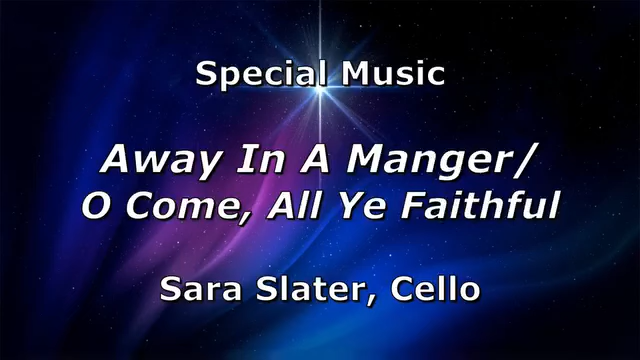 Special Music
Away In A Manger/
O Come, All Ye Faithful
Sara Slater, Cello